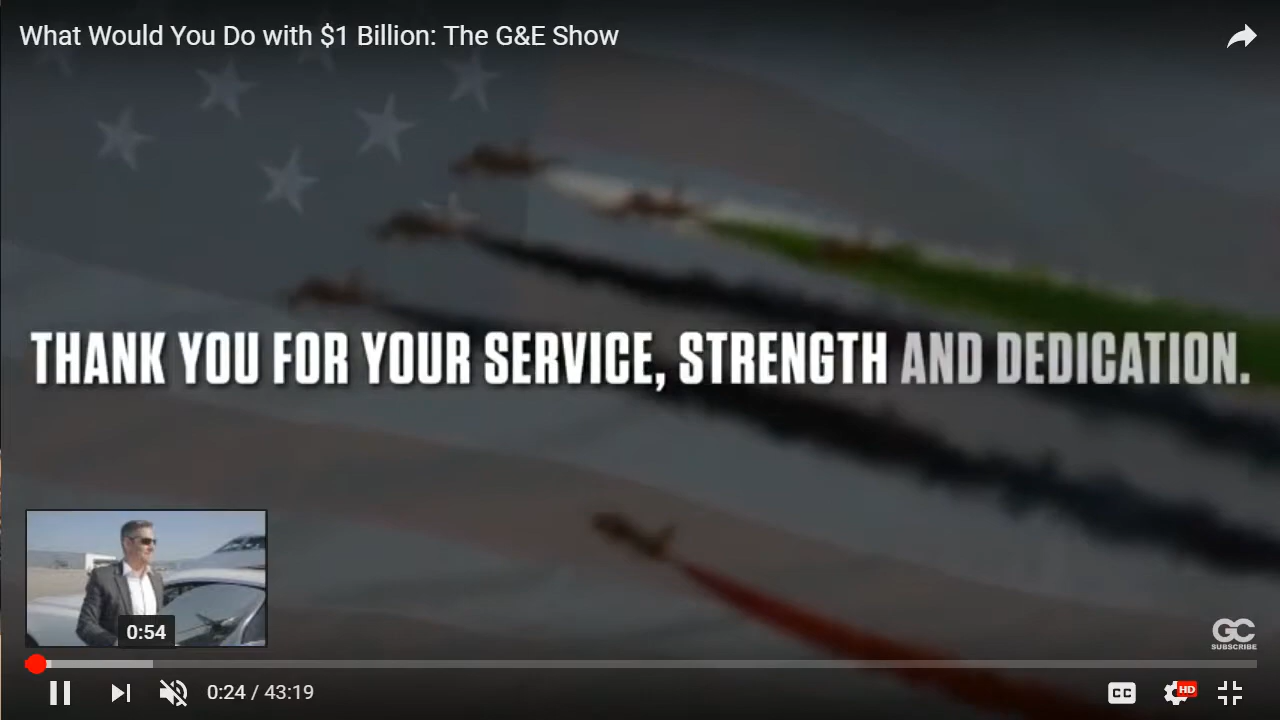 What Would You Do with $1 Billion: The G&E Show
THANK YOU FOR YOUR SERVICE, STRENGTH AND DEDICATION.
0:54
GC
SUBSCRIBE
0:24 / 43:19
CC
HD